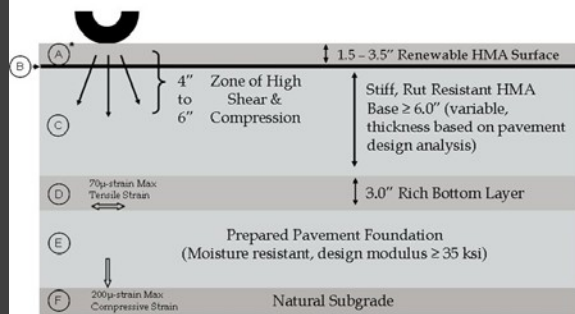 A*
1.5 – 3.5" Renewable HMA Surface
B
4" Zone of High
to Shear &
6" Compression
Stiff, Rut Resistant HMA
Base ≥ 6.0" (variable,
thickness based on pavement
design analysis)
C
70µ-strain Max
Tensile Strain
D
3.0" Rich Bottom Layer
E
Prepared Pavement Foundation
(Moisture resistant, design modulus ≥ 35 ksi)
200µ-strain Max
Compressive Strain
F
Natural Subgrade